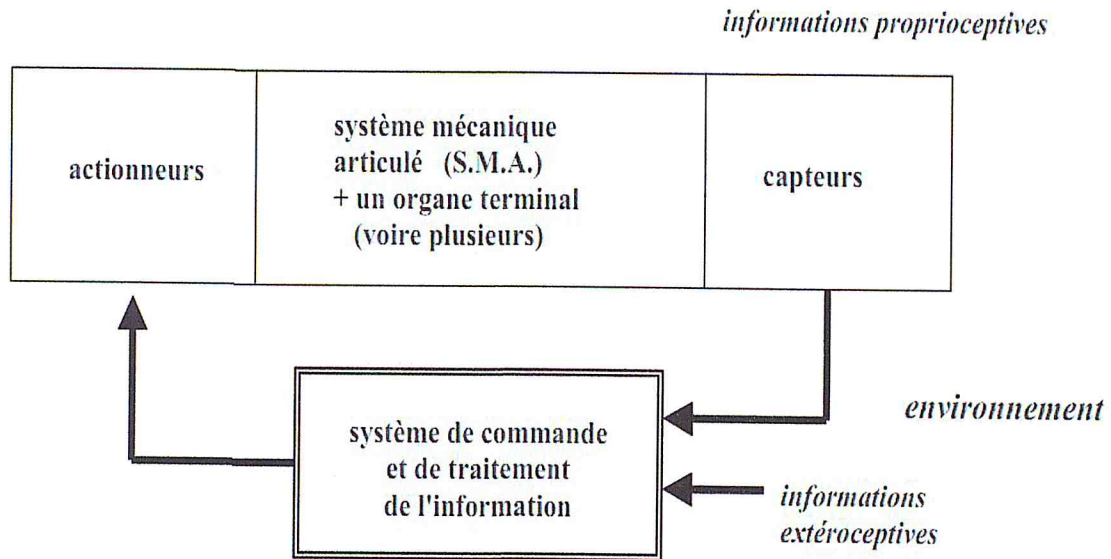 informations proprioceptives
actionneurs
système mécanique
articulé (S.M.A.)
+ un organe terminal
(voire plusieurs)
capteurs
système de commande
et de traitement
de l'information
environnement
informations
extéroceptives